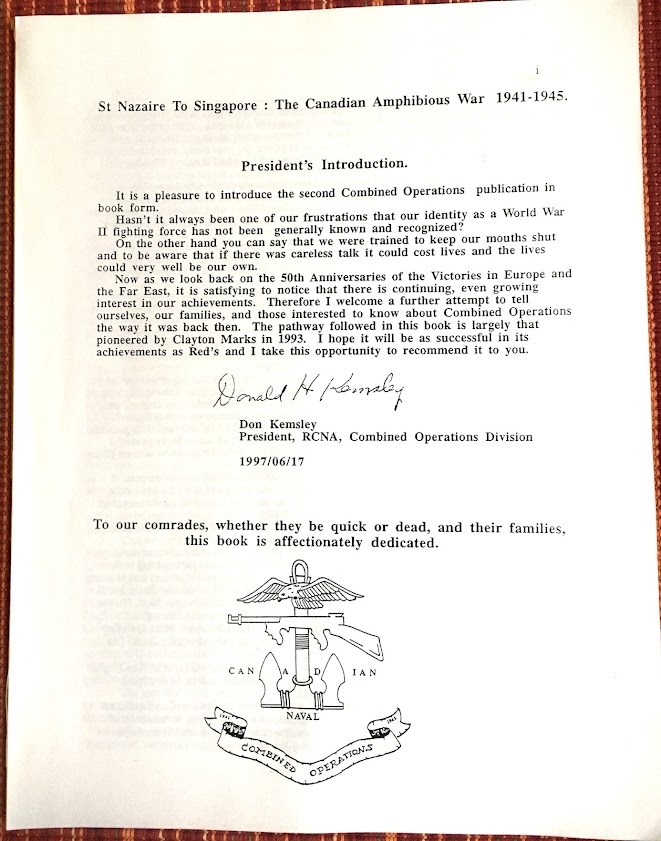 i
St Nazaire To Singapore : The Canadian Amphibious War 1941-1945.
President's Introduction.
It is a pleasure to introduce the second Combined Operations publication in
book form.
Hasn't it always been one of our frustrations that our identity as a World War
II fighting force has not been generally known and recognized?
On the other hand you can say that we were trained to keep our mouths shut
and to be aware that if there was careless talk it could cost lives and the lives
could very well be our own.
Now as we look back on the 50th Anniversaries of the Victories in Europe and
the Far East, it is satisfying to notice that there is continuing, even growing
interest in our achievements. Therefore I welcome a further attempt to tell
ourselves, our families, and those interested to know about Combined Operations
the way it was back then. The pathway followed in this book is largely that
pioneered by Clayton Marks in 1993. I hope it will be as successful in its
achievements as Red's and I take this opportunity to recommend it to you.
Donald H Kemsley
Don Kemsley
President, RCNA, Combined Operations Division
1997/06/17
To our comrades, whether they be quick or dead, and their families,
this book is affectionately dedicated.
CAN A D IAN
NAVAL
1941 1945
COMBINED OPERATIONS